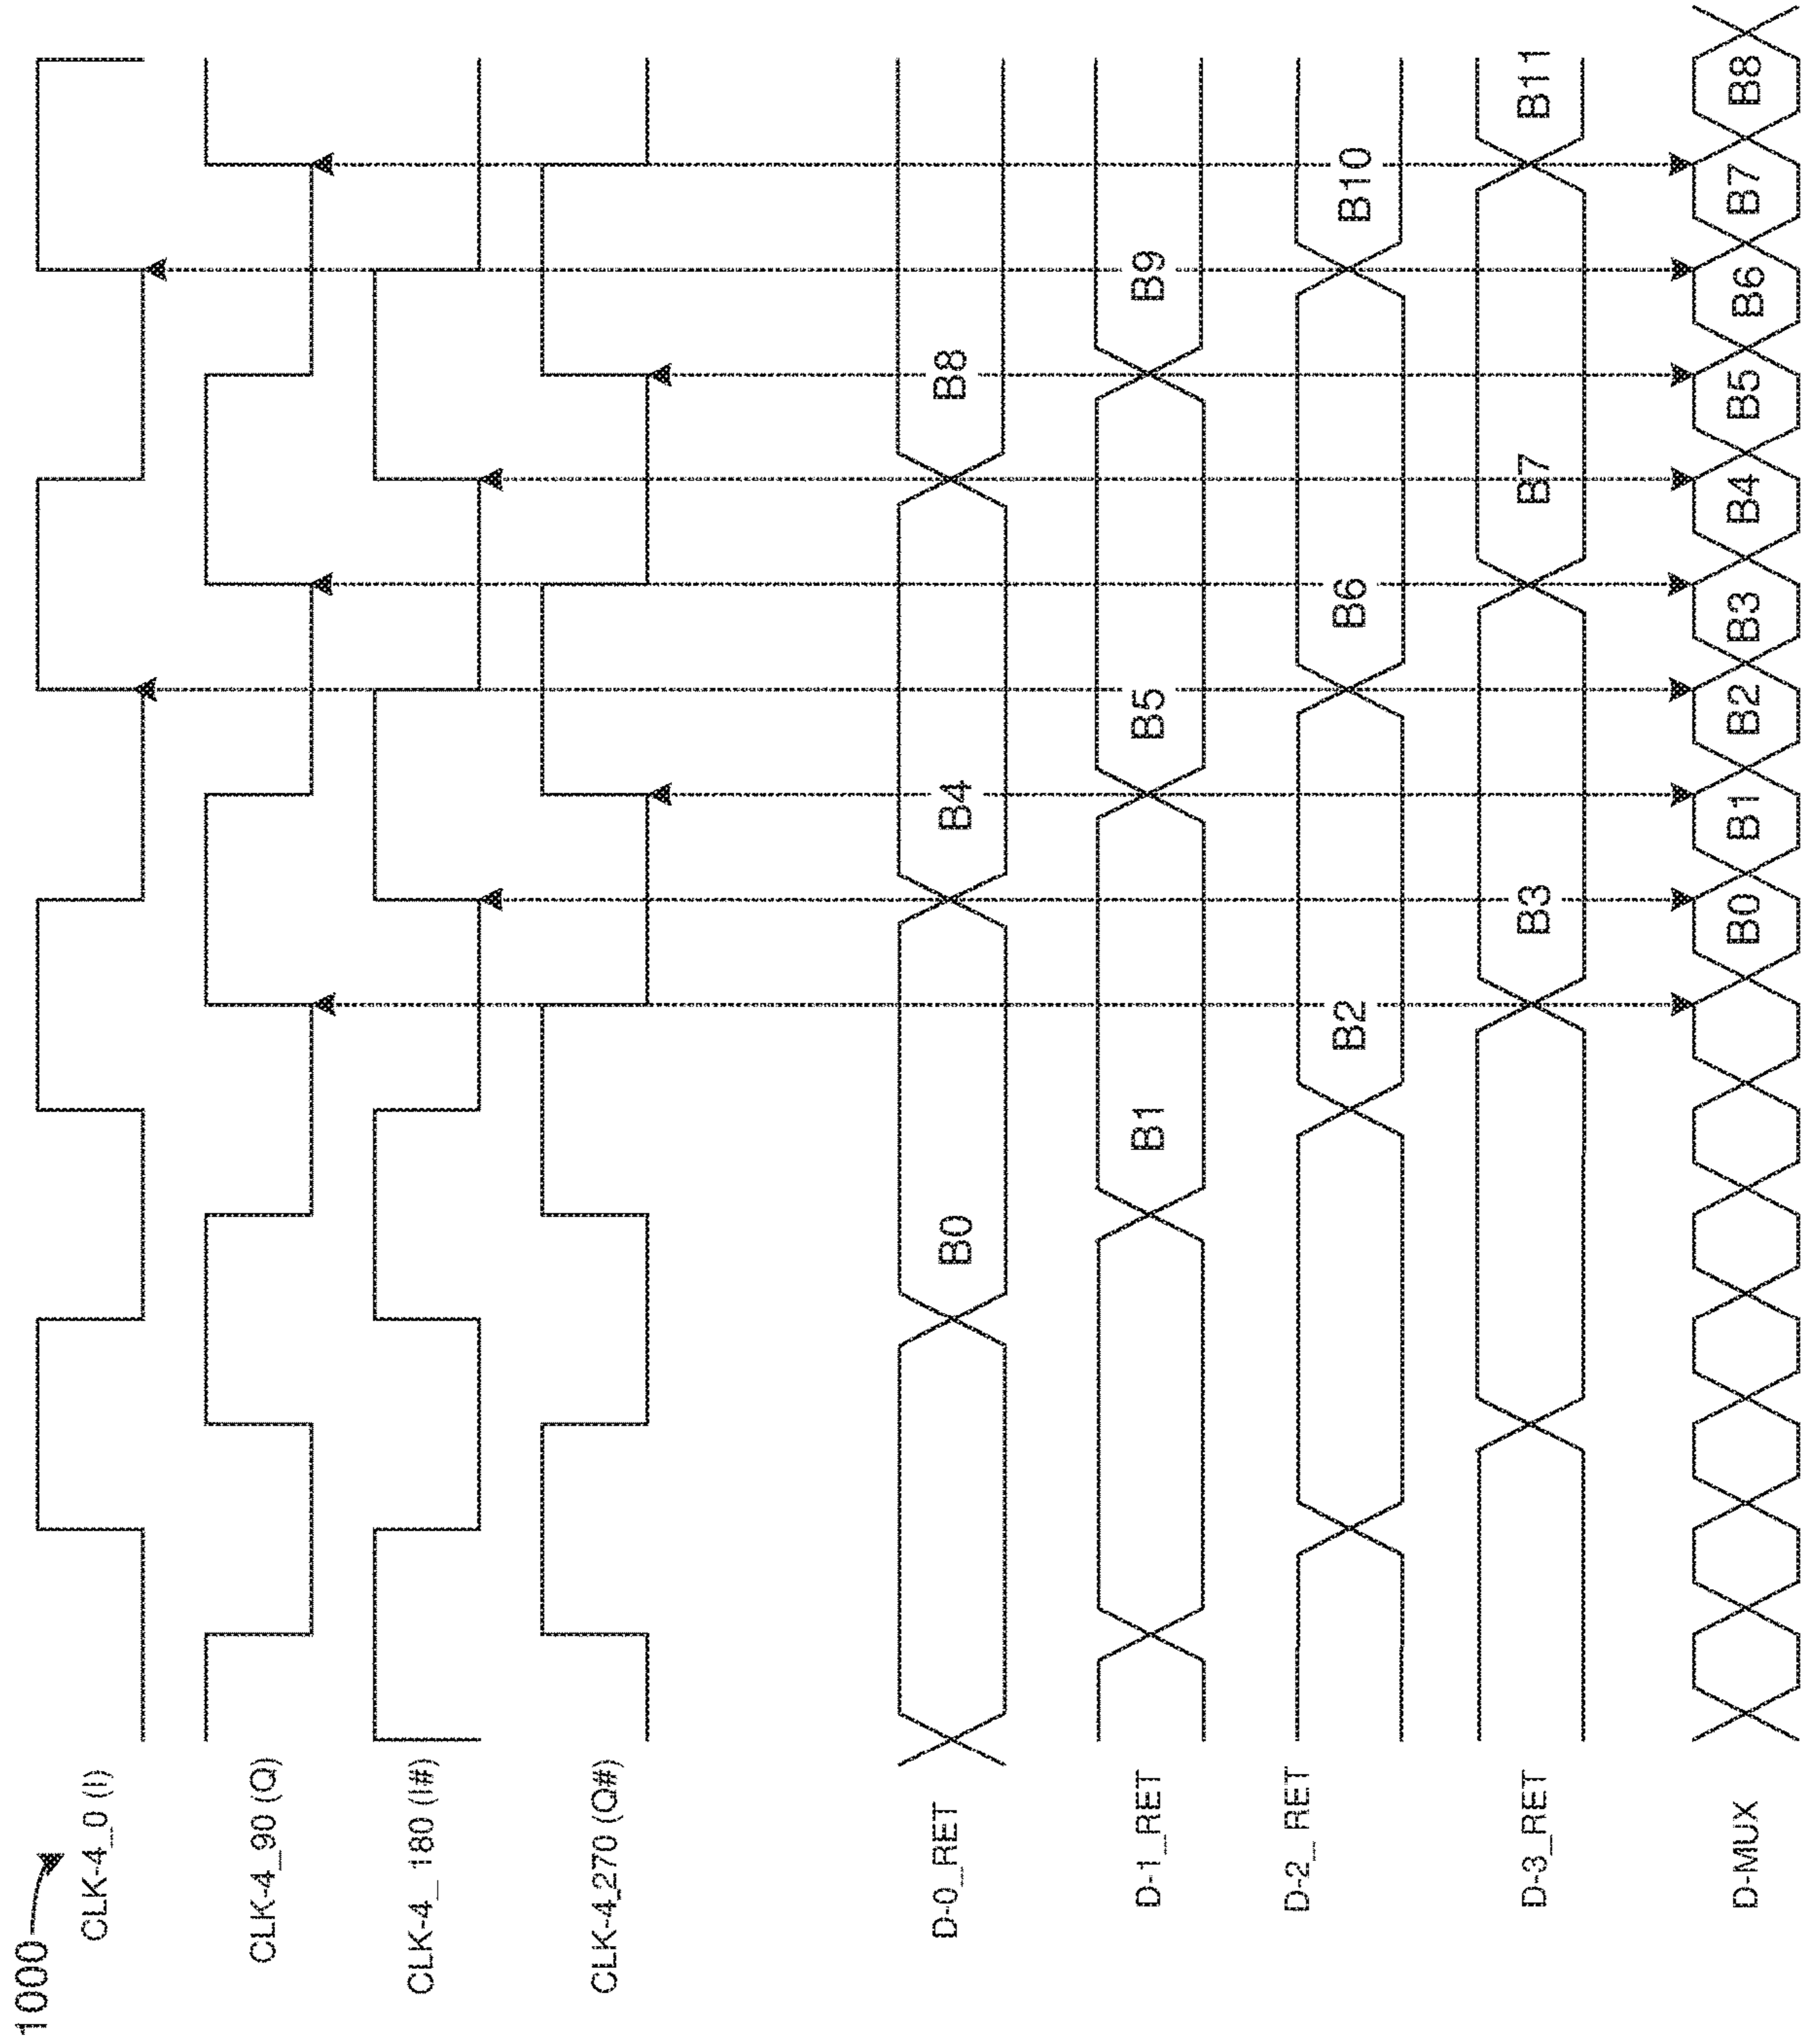 1000
CLK-4_0 (I)
CLK-4_90 (Q)
CLK-4_180 (I#)
CLK-4_270 (Q#)
D-0_RET B0 B4 B8
D-1_RET B1 B5 B9
D-2_RET B2 B6 B10
D-3_RET B3 B7 B11
D-MUX B0 B1 B2 B3 B4 B5 B6 B7 B8